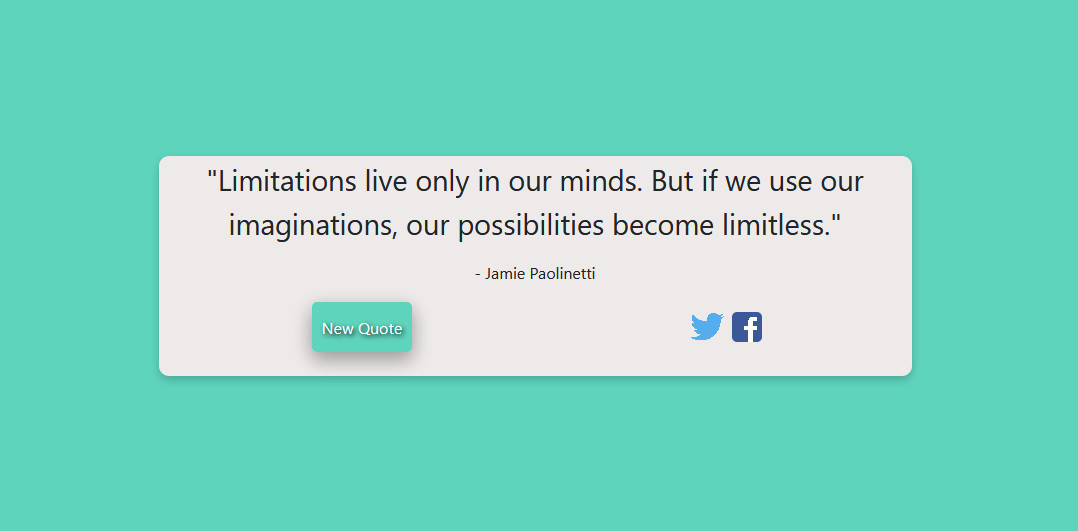 "Limitations live only in our minds. But if we use our
imaginations, our possibilities become limitless."
- Jamie Paolinetti
New Quote